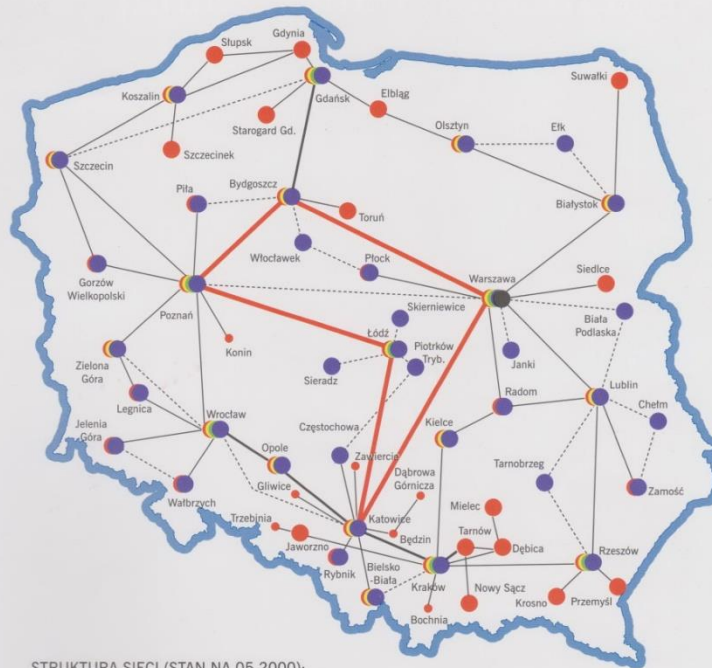 Gdynia
Słupsk
Suwałki
Koszalin
Gdańsk
Elbląg
Starogard Gd.
Olsztyn
Ełk
Szczecinek
Szczecin
Piła
Bydgoszcz
Białystok
Toruń
Włocławek
Płock
Warszawa
Siedlce
Gorzów
Wielkopolski
Skierniewice
Poznań
Biała
Podlaska
Łódź
Piotrków
Tryb.
Konin
Janki
Zielona
Góra
Sieradz
Lublin
Legnica
Radom
Chełm
Wrocław
Częstochowa
Kielce
Jelenia
Góra
Opole
Zawiercie
Tarnobrzeg
Dąbrowa
Górnicza
Gliwice
Zamość
Wałbrzych
Mielec
Trzebinia
Katowice
Będzin
Tarnów
Jaworzno
Dębica
Rzeszów
Rybnik
Bielsko
-Biała
Kraków
Nowy Sącz
Krosno
Przemyśl
Bochnia
STRUKTURA SIECI (STAN NA 05.2000):